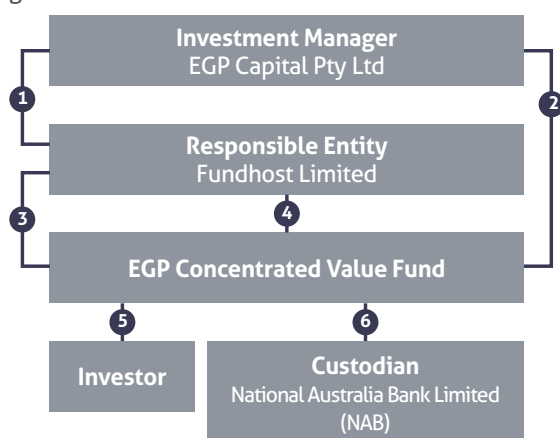 Investment Manager
EGP Capital Pty Ltd
1
2
Responsible Entity
Fundhost Limited
3
4
EGP Concentrated Value Fund
5
6
Investor
Custodian
National Australia Bank Limited
(NAB)